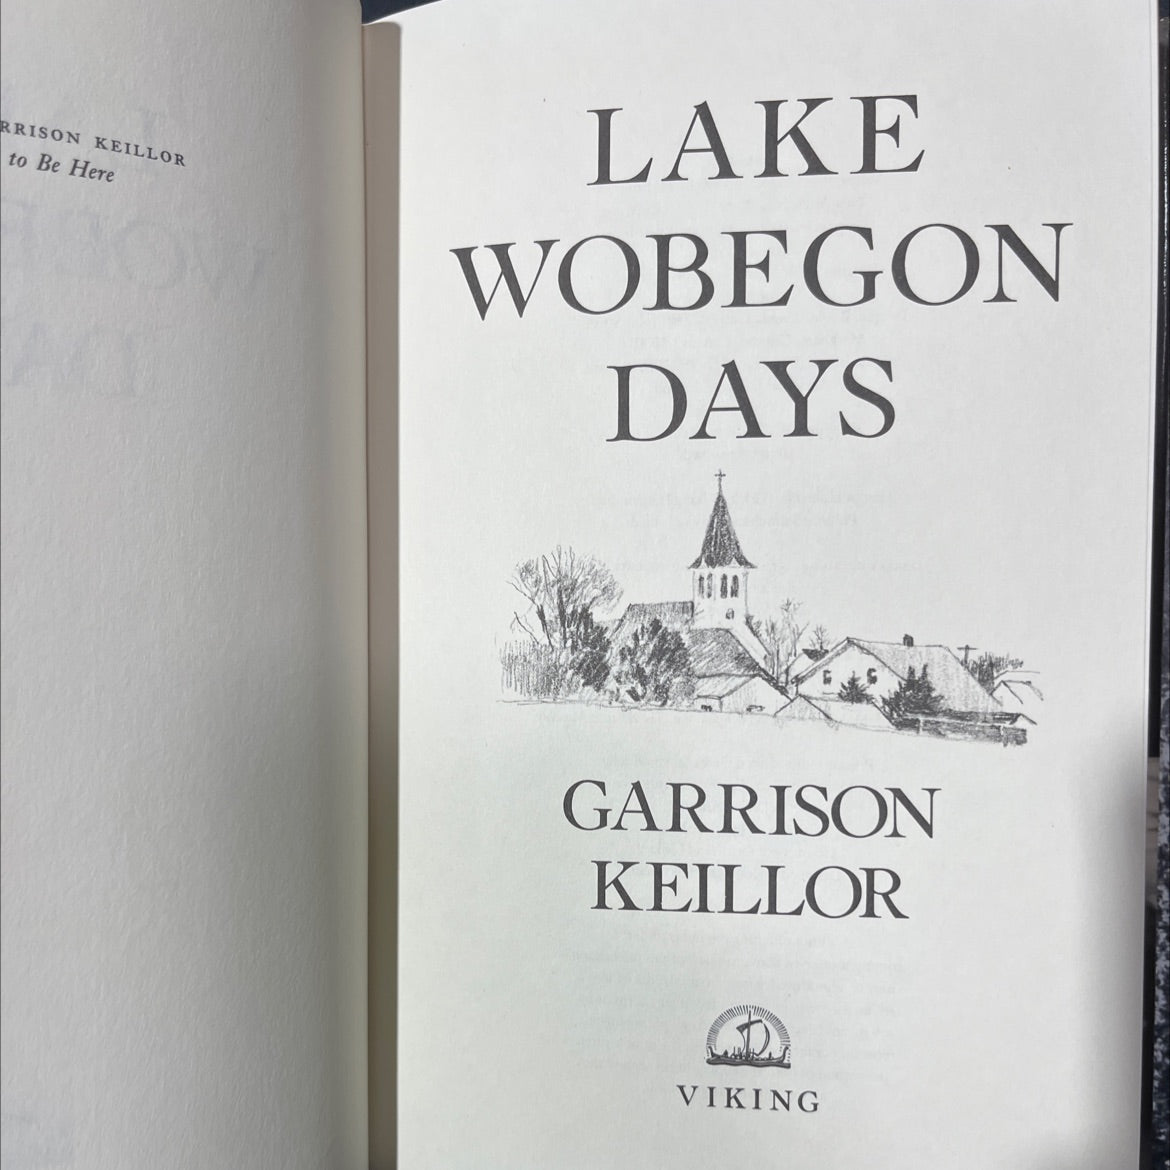 RRISON KEILLOR
to Be Here
LAKE
WOBEGON
DAYS
GARRISON
KEILLOR
VIKING